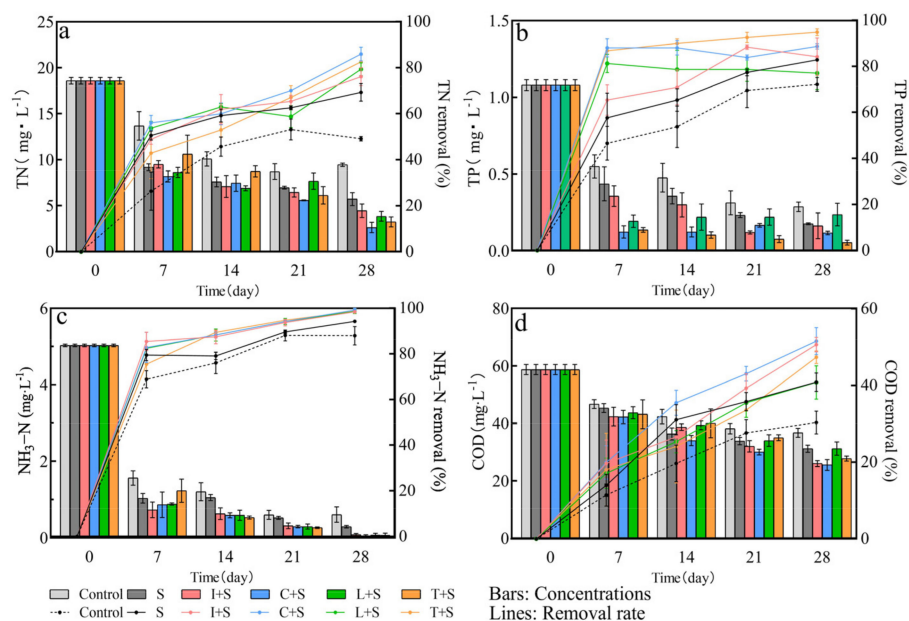 a
25
20
15
10
5
0
TN( mg· L⁻¹)
100
80
60
40
20
0
TN removal (%)
0 7 14 21 28
Time(day)
b
1.5
1.2
0.9
0.6
0.3
0.0
TP( mg· L⁻¹)
100
80
60
40
20
0
TP removal (%)
0 7 14 21 28
Time(day)
c
6
4
2
0
NH₃−N (mg·L⁻¹)
100
80
60
40
20
0
NH₃−N removal (%)
0 7 14 21 28
Time(day)
d
80
60
40
20
0
COD(mg·L⁻¹)
60
40
20
0
COD removal (%)
0 7 14 21 28
Time(day)
Control S I+S C+S L+S T+S
Control S I+S C+S L+S T+S
Bars: Concentrations
Lines: Removal rate